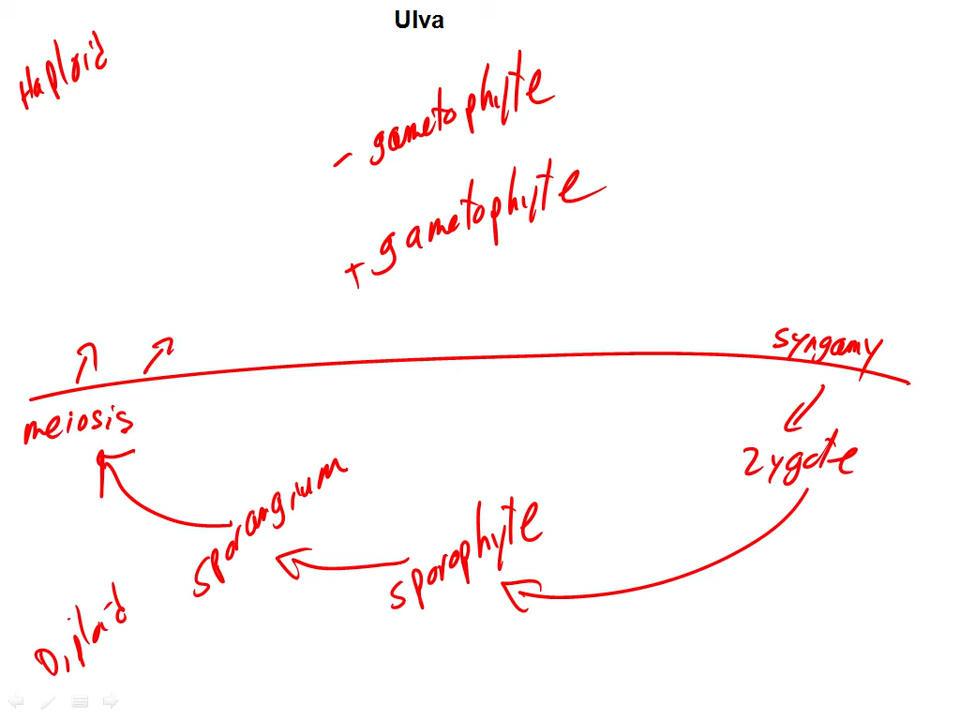 Ulva
Haploid
- gametophyte
+ gametophyte
syngamy
meiosis
zygote
sporangium
sporophyte
Diploid